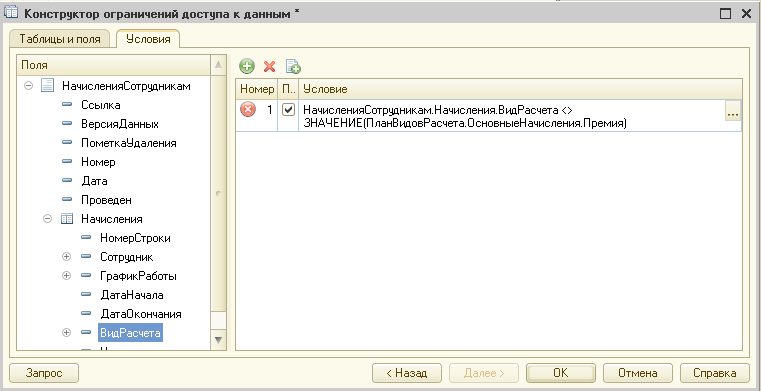 Конструктор ограничений доступа к данным *
Таблицы и поля
Условия
Поля
НачисленияСотрудникам
Ссылка
ВерсияДанных
ПометкаУдаления
Номер
Дата
Проведен
Начисления
НомерСтроки
Сотрудник
ГрафикРаботы
ДатаНачала
ДатаОкончания
ВидРасчета
Номер П.. Условие
1 НачисленияСотрудникам.Начисления.ВидРасчета <>
ЗНАЧЕНИЕ(ПланВидовРасчета.ОсновныеНачисления.Премия)
...
Запрос
< Назад
Далее >
OK
Отмена
Справка